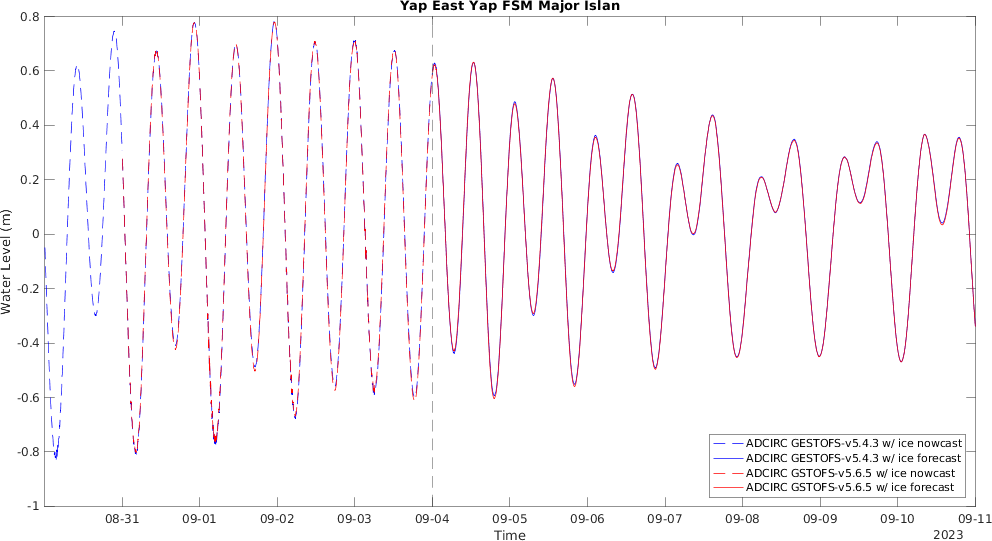 Yap East Yap FSM Major Islan
0.8
0.6
0.4
0.2
0
-0.2
-0.4
-0.6
-0.8
-1
Water Level (m)
ADCIRC GESTOFS-v5.4.3 w/ ice nowcast
ADCIRC GESTOFS-v5.4.3 w/ ice forecast
ADCIRC GSTOFS-v5.6.5 w/ ice nowcast
ADCIRC GSTOFS-v5.6.5 w/ ice forecast
08-31 09-01 09-02 09-03 09-04 09-05 09-06 09-07 09-08 09-09 09-10 09-11
Time
2023